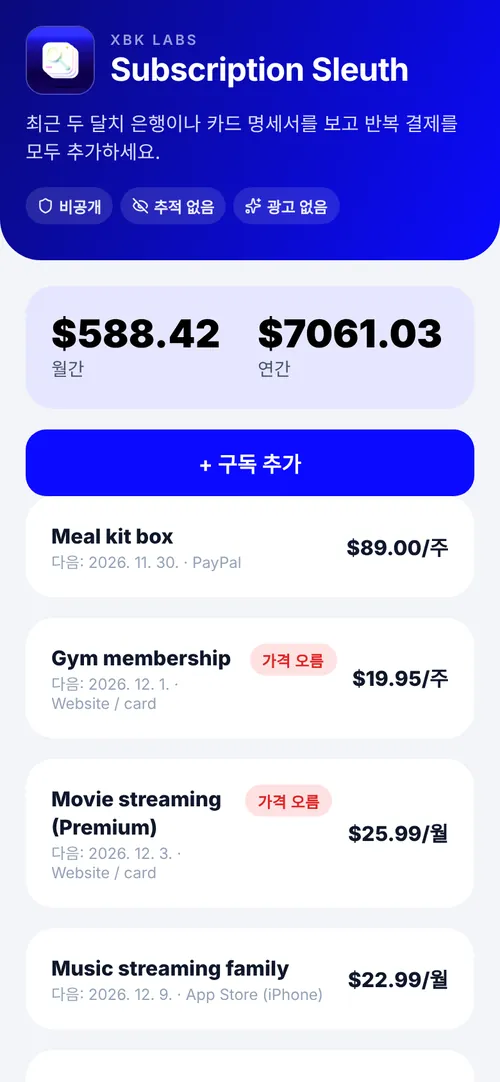 XBK LABS
Subscription Sleuth
최근 두 달치 은행이나 카드 명세서를 보고 반복 결제를
모두 추가하세요.
비공개
추적 없음
광고 없음
$588.42
월간
$7061.03
연간
+ 구독 추가
Meal kit box
다음: 2026. 11. 30. · PayPal
$89.00/주
Gym membership
가격 오름
다음: 2026. 12. 1. ·
Website / card
$19.95/주
Movie streaming
(Premium)
가격 오름
다음: 2026. 12. 3. ·
Website / card
$25.99/월
Music streaming family
다음: 2026. 12. 9. · App Store (iPhone)
$22.99/월